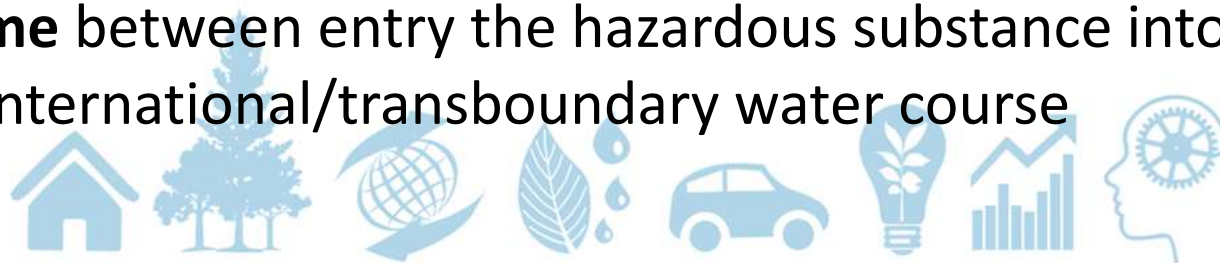 me between entry the hazardous substance into
nternational/transboundary water course